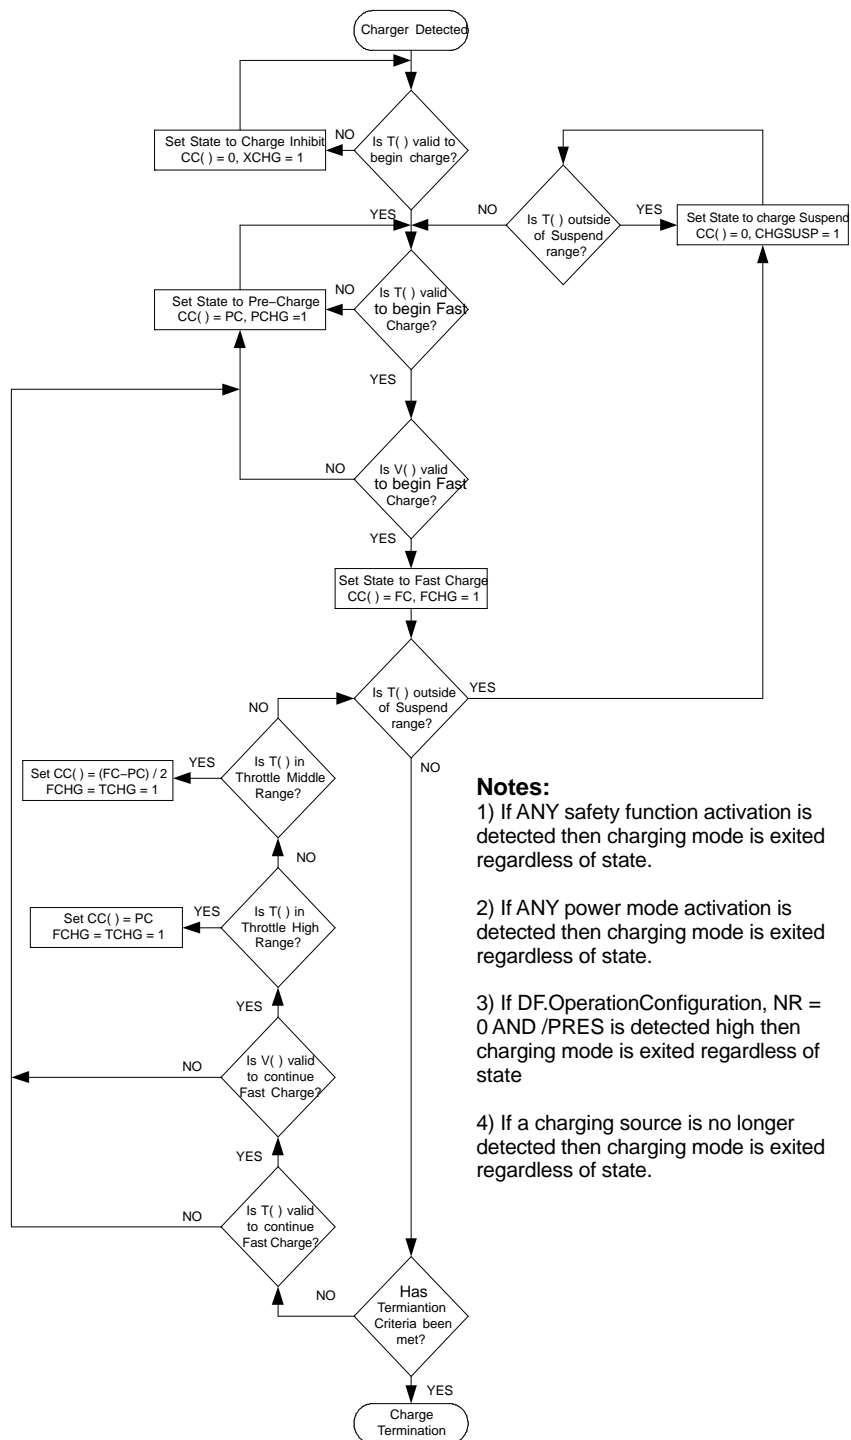 Charger Detected
Is T( ) valid to
begin charge?
NO
Set State to Charge Inhibit
CC( ) = 0, XCHG = 1
YES
NO
Is T( ) outside
of Suspend
range?
YES
Set State to charge Suspend
CC( ) = 0, CHGSUSP = 1
Is T( ) valid
to begin Fast
Charge?
NO
Set State to Pre–Charge
CC( ) = PC, PCHG =1
YES
Is V( ) valid
to begin Fast
Charge?
NO
YES
Set State to Fast Charge
CC( ) = FC, FCHG = 1
Is T( ) outside
of Suspend
range?
YES
NO
NO
Is T( ) in
Throttle Middle
Range?
YES
Set CC( ) = (FC–PC) / 2
FCHG = TCHG = 1
NO
Is T( ) in
Throttle High
Range?
YES
Set CC( ) = PC
FCHG = TCHG = 1
YES
Is V( ) valid
to continue
Fast Charge?
NO
YES
Is T( ) valid
to continue
Fast Charge?
NO
NO
Has
Termiantion
Criteria been
met?
YES
Charge
Termination
Notes:
1) If ANY safety function activation is
detected then charging mode is exited
regardless of state.
2) If ANY power mode activation is
detected then charging mode is exited
regardless of state.
3) If DF.OperationConfiguration, NR =
0 AND /PRES is detected high then
charging mode is exited regardless of
state
4) If a charging source is no longer
detected then charging mode is exited
regardless of state.